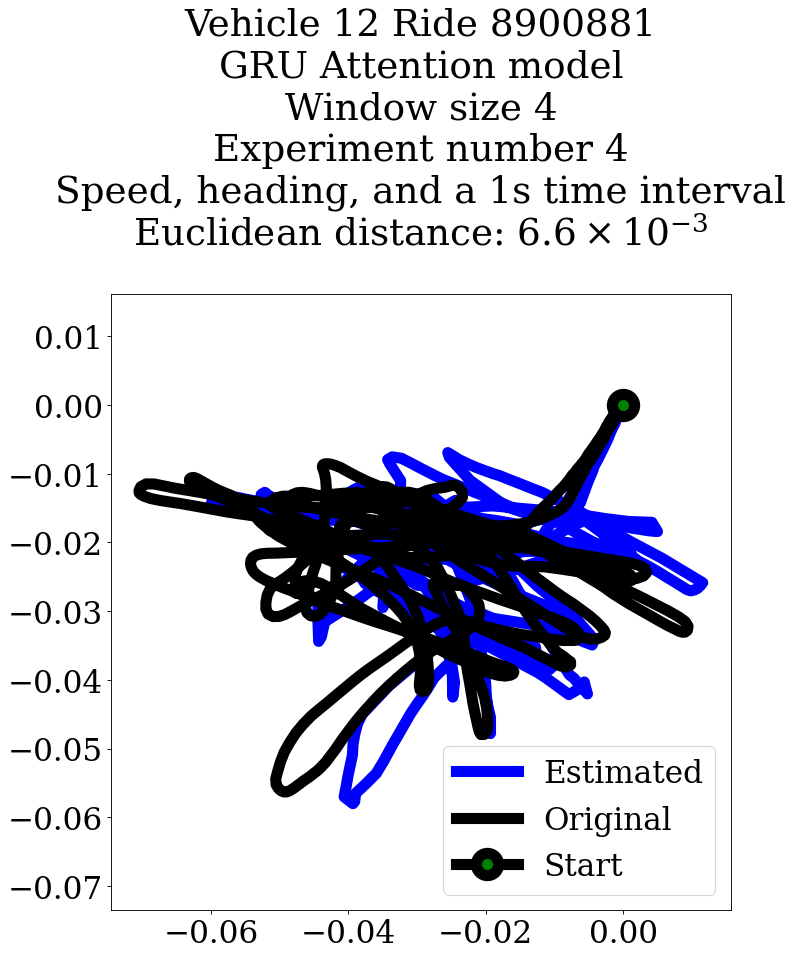 Vehicle 12 Ride 8900881
GRU Attention model
Window size 4
Experiment number 4
Speed, heading, and a 1s time interval
Euclidean distance: 6.6 × 10⁻³
0.01
0.00
−0.01
−0.02
−0.03
−0.04
−0.05
−0.06
−0.07
Estimated
Original
Start
−0.06 −0.04 −0.02 0.00